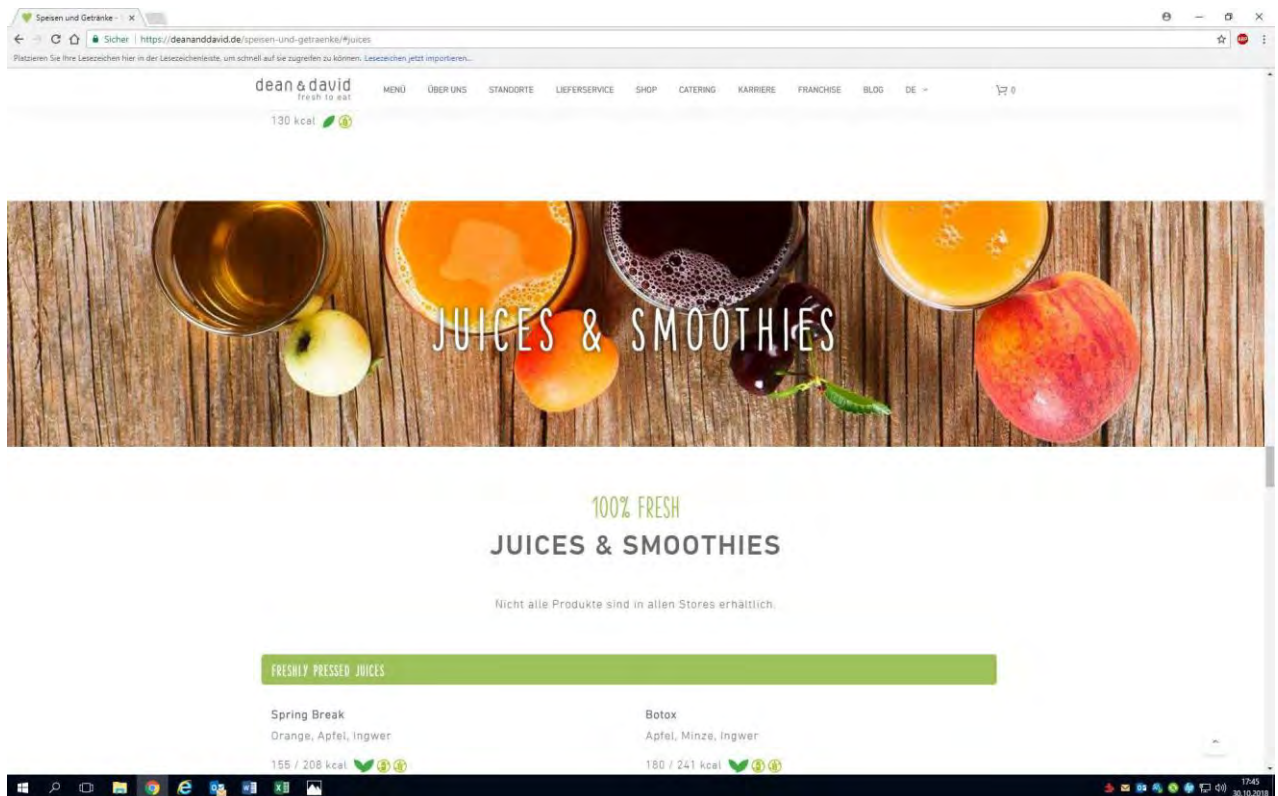 Speisen und Getränke -
Sicher | https://deananddavid.de/speisen-und-getraenke/#juices
Platzieren Sie Ihre Lesezeichen hier in der Lesezeichenleiste, um schnell auf sie zugreifen zu können. Lesezeichen jetzt importieren...
dean & david
fresh to eat
MENÜ ÜBER UNS STANDORTE LIEFERSERVICE SHOP CATERING KARRIERE FRANCHISE BLOG DE 0
130 kcal
JUICES & SMOOTHIES
100% FRESH
JUICES & SMOOTHIES
Nicht alle Produkte sind in allen Stores erhältlich.
FRESHLY PRESSED JUICES
Spring Break
Orange, Apfel, Ingwer
155 / 208 kcal
Botox
Apfel, Minze, Ingwer
180 / 241 kcal
17:45
30.10.2018